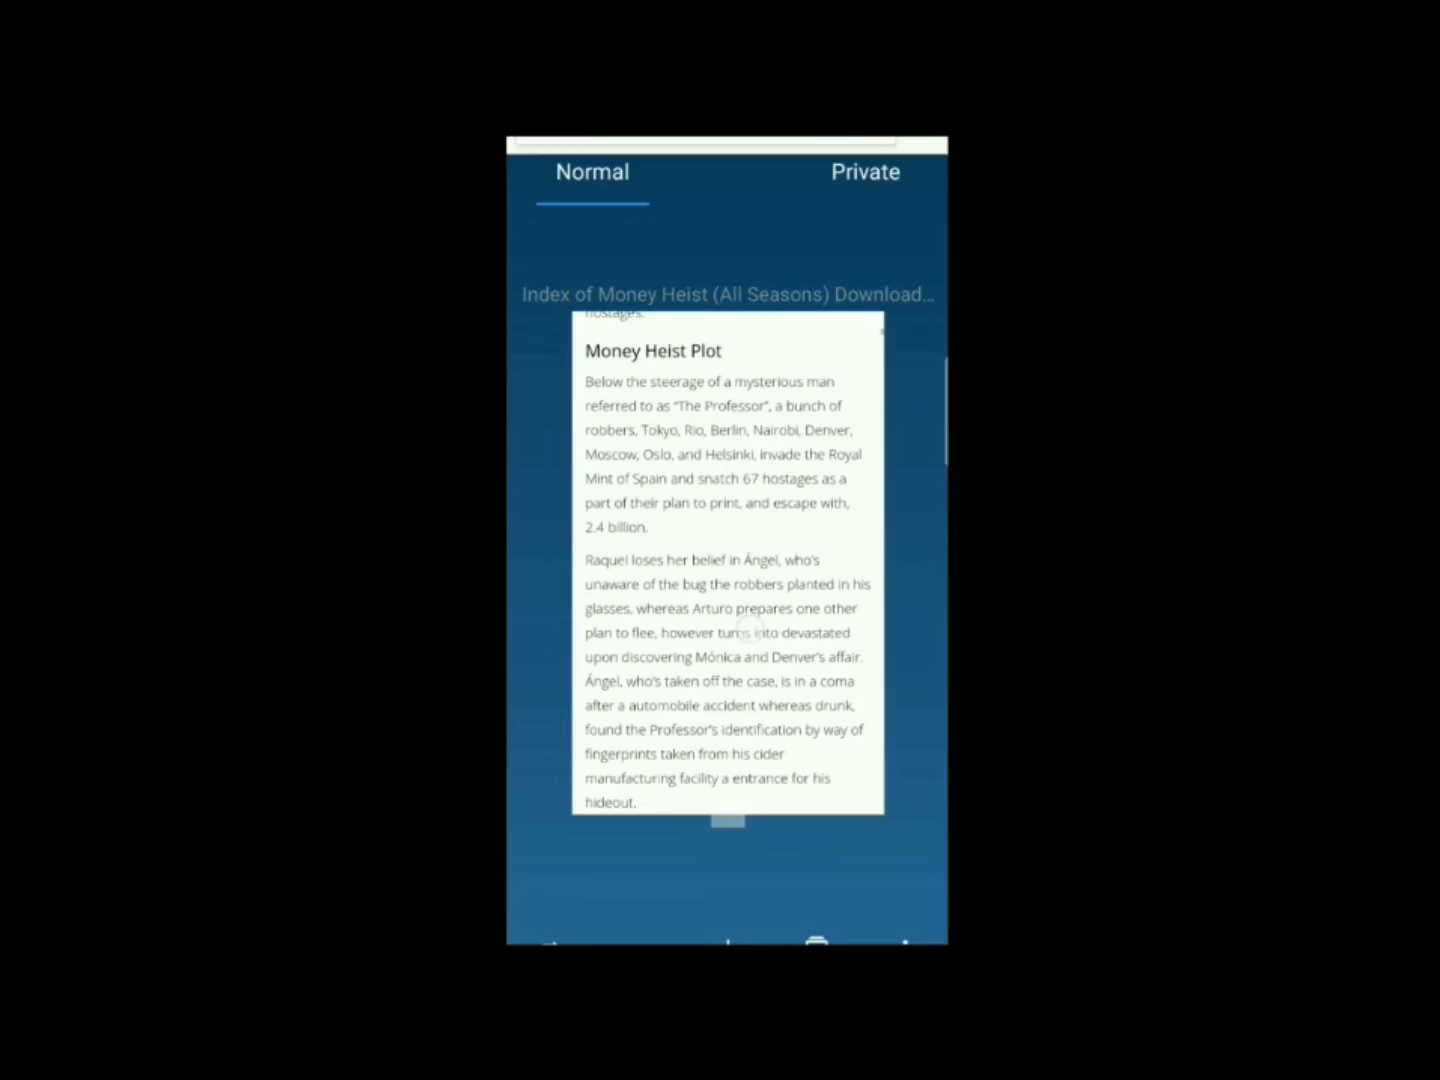 Normal Private
Index of Money Heist (All Seasons) Download...
hostages.
Money Heist Plot
Below the steerage of a mysterious man
referred to as “The Professor”, a bunch of
robbers, Tokyo, Rio, Berlin, Nairobi, Denver,
Moscow, Oslo, and Helsinki, invade the Royal
Mint of Spain and snatch 67 hostages as a
part of their plan to print, and escape with,
2.4 billion.
Raquel loses her belief in Ángel, who's
unaware of the bug the robbers planted in his
glasses, whereas Arturo prepares one other
plan to flee, however turns into devastated
upon discovering Mónica and Denver's affair.
Ángel, who's taken off the case, is in a coma
after a automobile accident whereas drunk,
found the Professor's identification by way of
fingerprints taken from his cider
manufacturing facility a entrance for his
hideout.